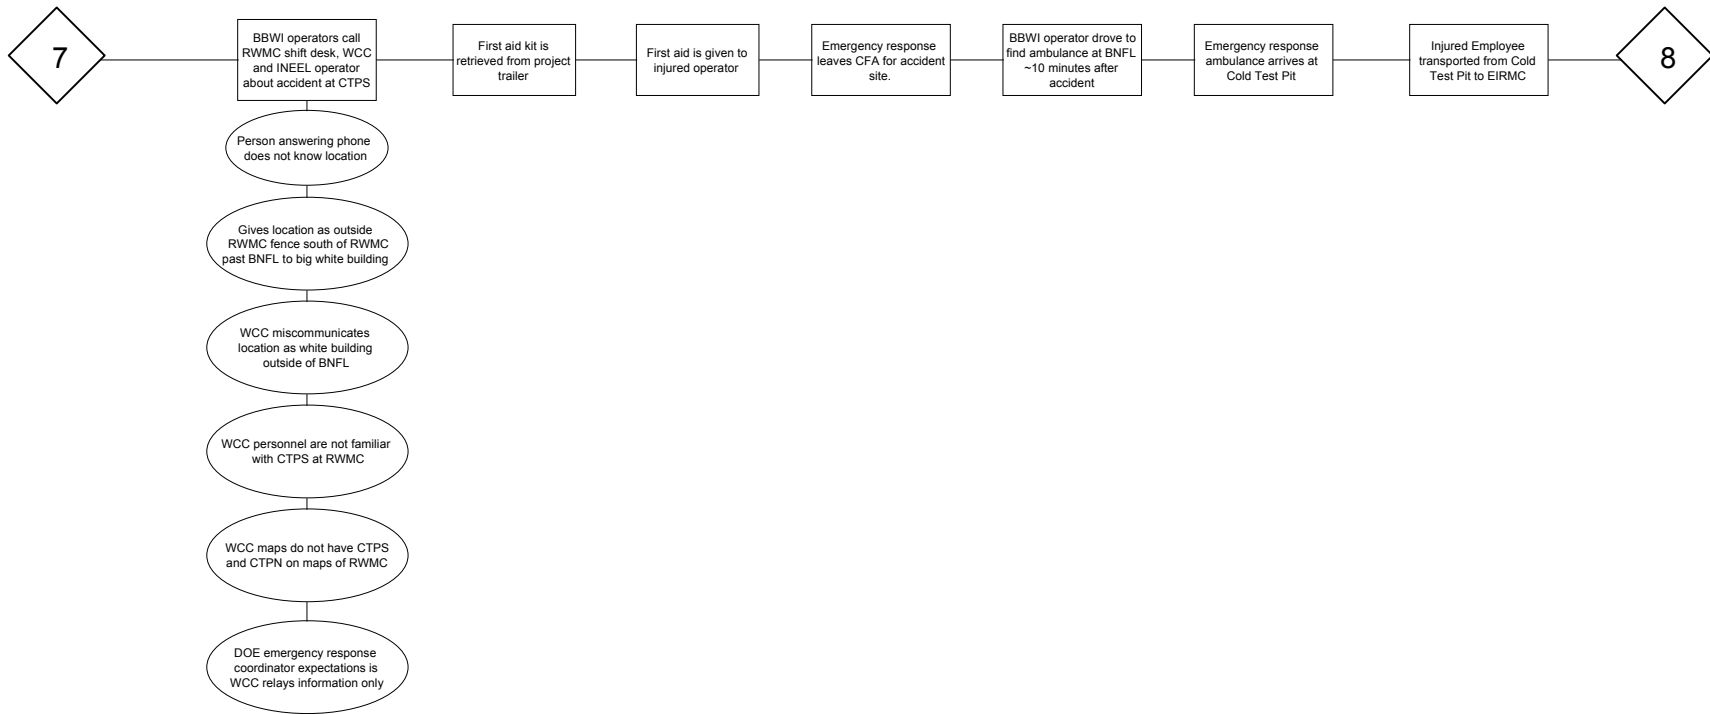 7
BBWI operators call
RWMC shift desk, WCC
and INEEL operator
about accident at CTPS
First aid kit is
retrieved from project
trailer
First aid is given to
injured operator
Emergency response
leaves CFA for accident
site.
BBWI operator drove to
find ambulance at BNFL
~10 minutes after
accident
Emergency response
ambulance arrives at
Cold Test Pit
Injured Employee
transported from Cold
Test Pit to EIRMC
8
Person answering phone
does not know location
Gives location as outside
RWMC fence south of RWMC
past BNFL to big white building
WCC miscommunicates
location as white building
outside of BNFL
WCC personnel are not familiar
with CTPS at RWMC
WCC maps do not have CTPS
and CTPN on maps of RWMC
DOE emergency response
coordinator expectations is
WCC relays information only